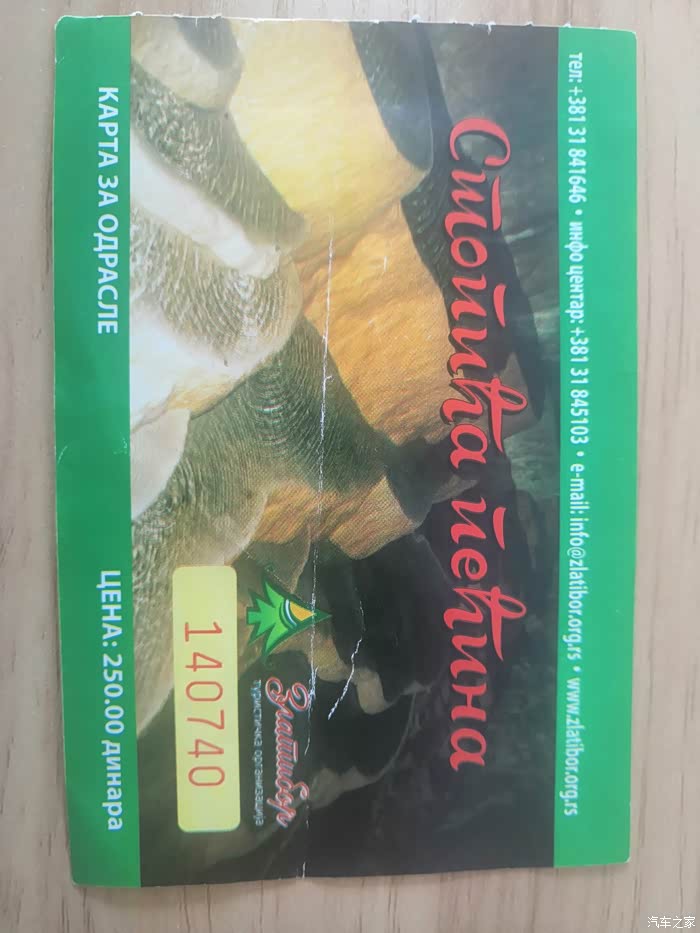 тел: +381 31 841646 • инфо центар: +381 31 845103 • e-mail: info@zlatibor.org.rs • www.zlatibor.org.rs
Стопића пећина
Златибор
туристичка организација
140740
КАРТА ЗА ОДРАСЛЕ
ЦЕНА: 250.00 динара
汽车之家